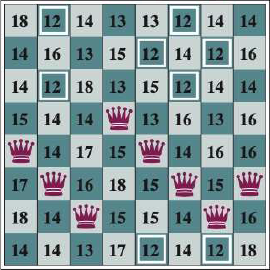 18 12 14 13 13 12 14 14
14 16 13 15 12 14 12 16
14 12 18 13 15 12 14 14
15 14 14 13 16 13 16
14 17 15 14 16 16
17 16 18 15 15
18 14 15 15 14 16
14 14 13 17 12 14 12 18